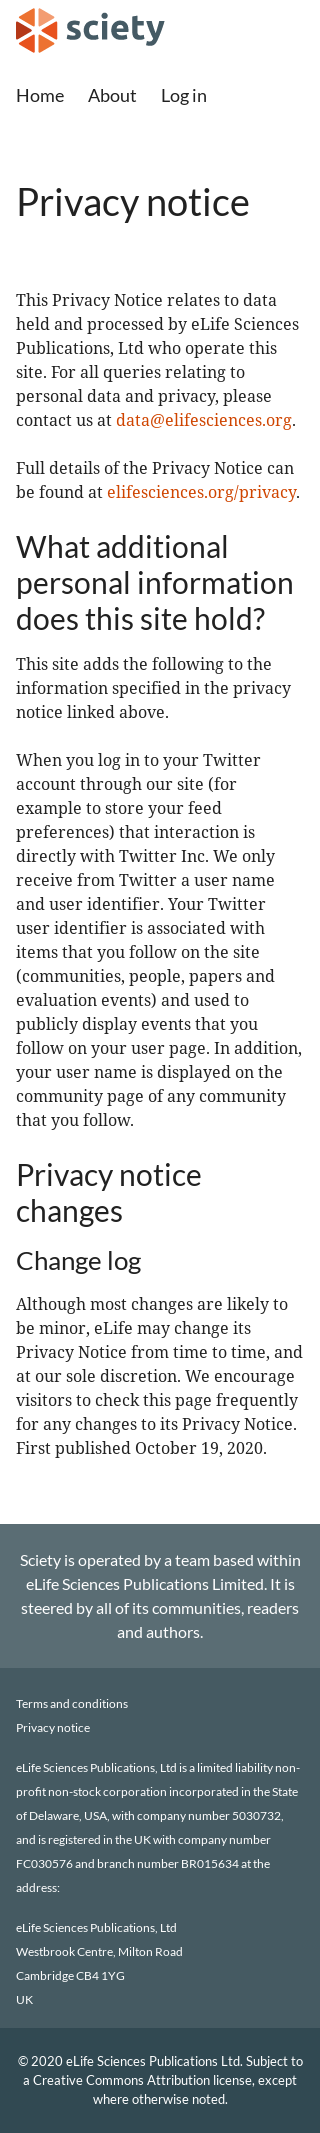 sciety
Home About Log in
Privacy notice
This Privacy Notice relates to data
held and processed by eLife Sciences
Publications, Ltd who operate this
site. For all queries relating to
personal data and privacy, please
contact us at data@elifesciences.org.
Full details of the Privacy Notice can
be found at elifesciences.org/privacy.
What additional
personal information
does this site hold?
This site adds the following to the
information specified in the privacy
notice linked above.
When you log in to your Twitter
account through our site (for
example to store your feed
preferences) that interaction is
directly with Twitter Inc. We only
receive from Twitter a user name
and user identifier. Your Twitter
user identifier is associated with
items that you follow on the site
(communities, people, papers and
evaluation events) and used to
publicly display events that you
follow on your user page. In addition,
your user name is displayed on the
community page of any community
that you follow.
Privacy notice
changes
Change log
Although most changes are likely to
be minor, eLife may change its
Privacy Notice from time to time, and
at our sole discretion. We encourage
visitors to check this page frequently
for any changes to its Privacy Notice.
First published October 19, 2020.
Sciety is operated by a team based within
eLife Sciences Publications Limited. It is
steered by all of its communities, readers
and authors.
Terms and conditions
Privacy notice
eLife Sciences Publications, Ltd is a limited liability non-
profit non-stock corporation incorporated in the State
of Delaware, USA, with company number 5030732,
and is registered in the UK with company number
FC030576 and branch number BR015634 at the
address:
eLife Sciences Publications, Ltd
Westbrook Centre, Milton Road
Cambridge CB4 1YG
UK
© 2020 eLife Sciences Publications Ltd. Subject to
a Creative Commons Attribution license, except
where otherwise noted.